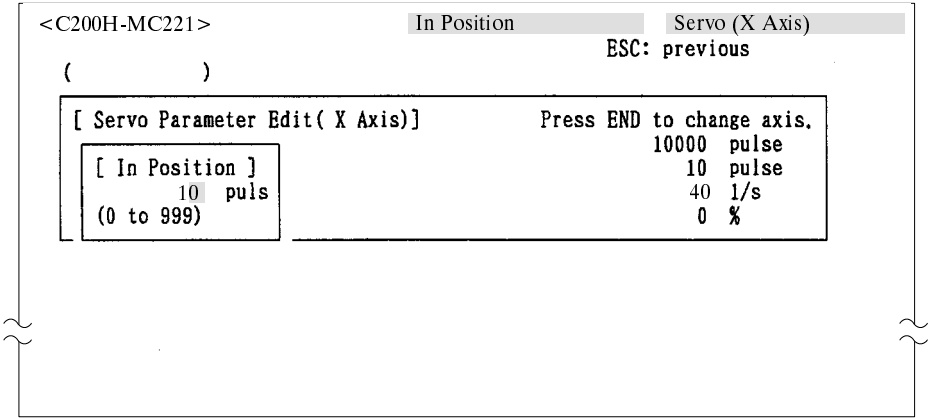 <C200H-MC221> In Position Servo (X Axis)
ESC: previous
( )
[ Servo Parameter Edit( X Axis)] Press END to change axis.
10000 pulse
[ In Position ] 10 pulse
10 puls 40 1/s
(0 to 999) 0 %